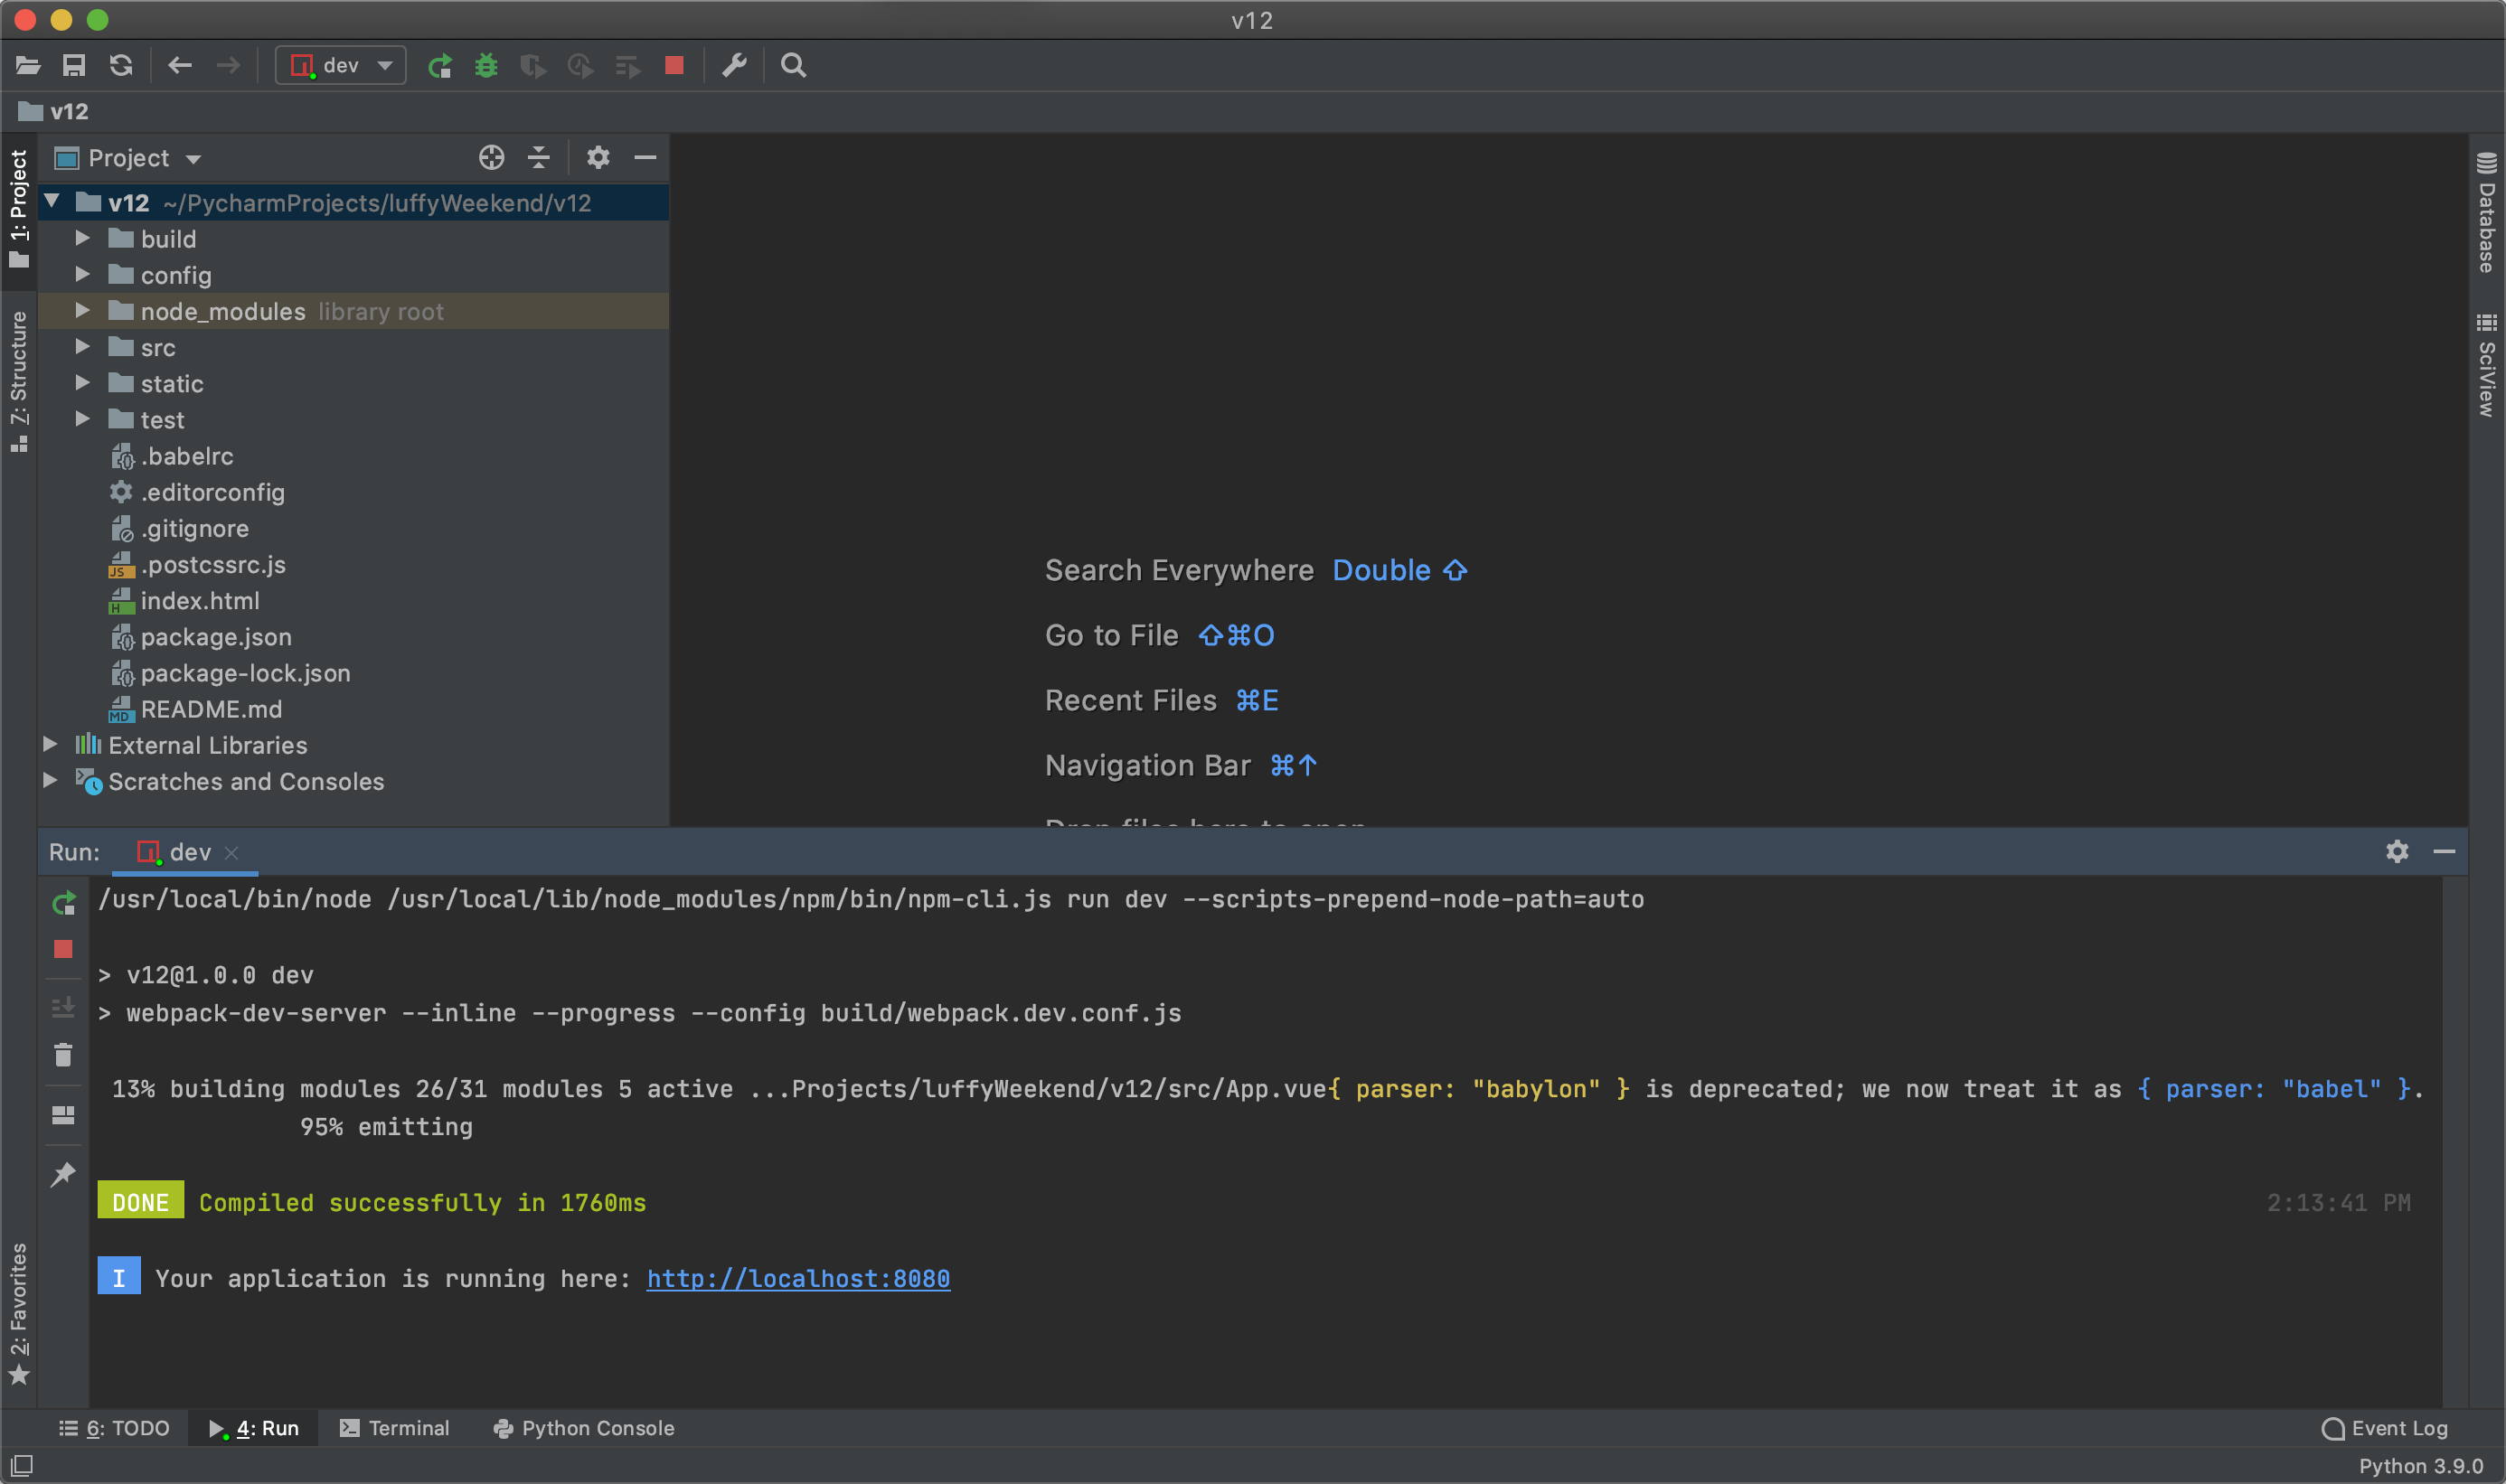 v12
dev
v12
Project
1: Project
Z: Structure
2: Favorites
Database
SciView
v12 ~/PycharmProjects/luffyWeekend/v12
build
config
node_modules library root
src
static
test
.babelrc
.editorconfig
.gitignore
.postcssrc.js
index.html
package.json
package-lock.json
README.md
External Libraries
Scratches and Consoles
Search Everywhere Double ⇧
Go to File ⇧⌘O
Recent Files ⌘E
Navigation Bar ⌘↑
Drop files here to open
Run: dev
/usr/local/bin/node /usr/local/lib/node_modules/npm/bin/npm-cli.js run dev --scripts-prepend-node-path=auto
> v12@1.0.0 dev
> webpack-dev-server --inline --progress --config build/webpack.dev.conf.js
13% building modules 26/31 modules 5 active ...Projects/luffyWeekend/v12/src/App.vue{ parser: "babylon" } is deprecated; we now treat it as { parser: "babel" }.
95% emitting
DONE Compiled successfully in 1760ms 2:13:41 PM
I Your application is running here: http://localhost:8080
6: TODO 4: Run Terminal Python Console Event Log
Python 3.9.0